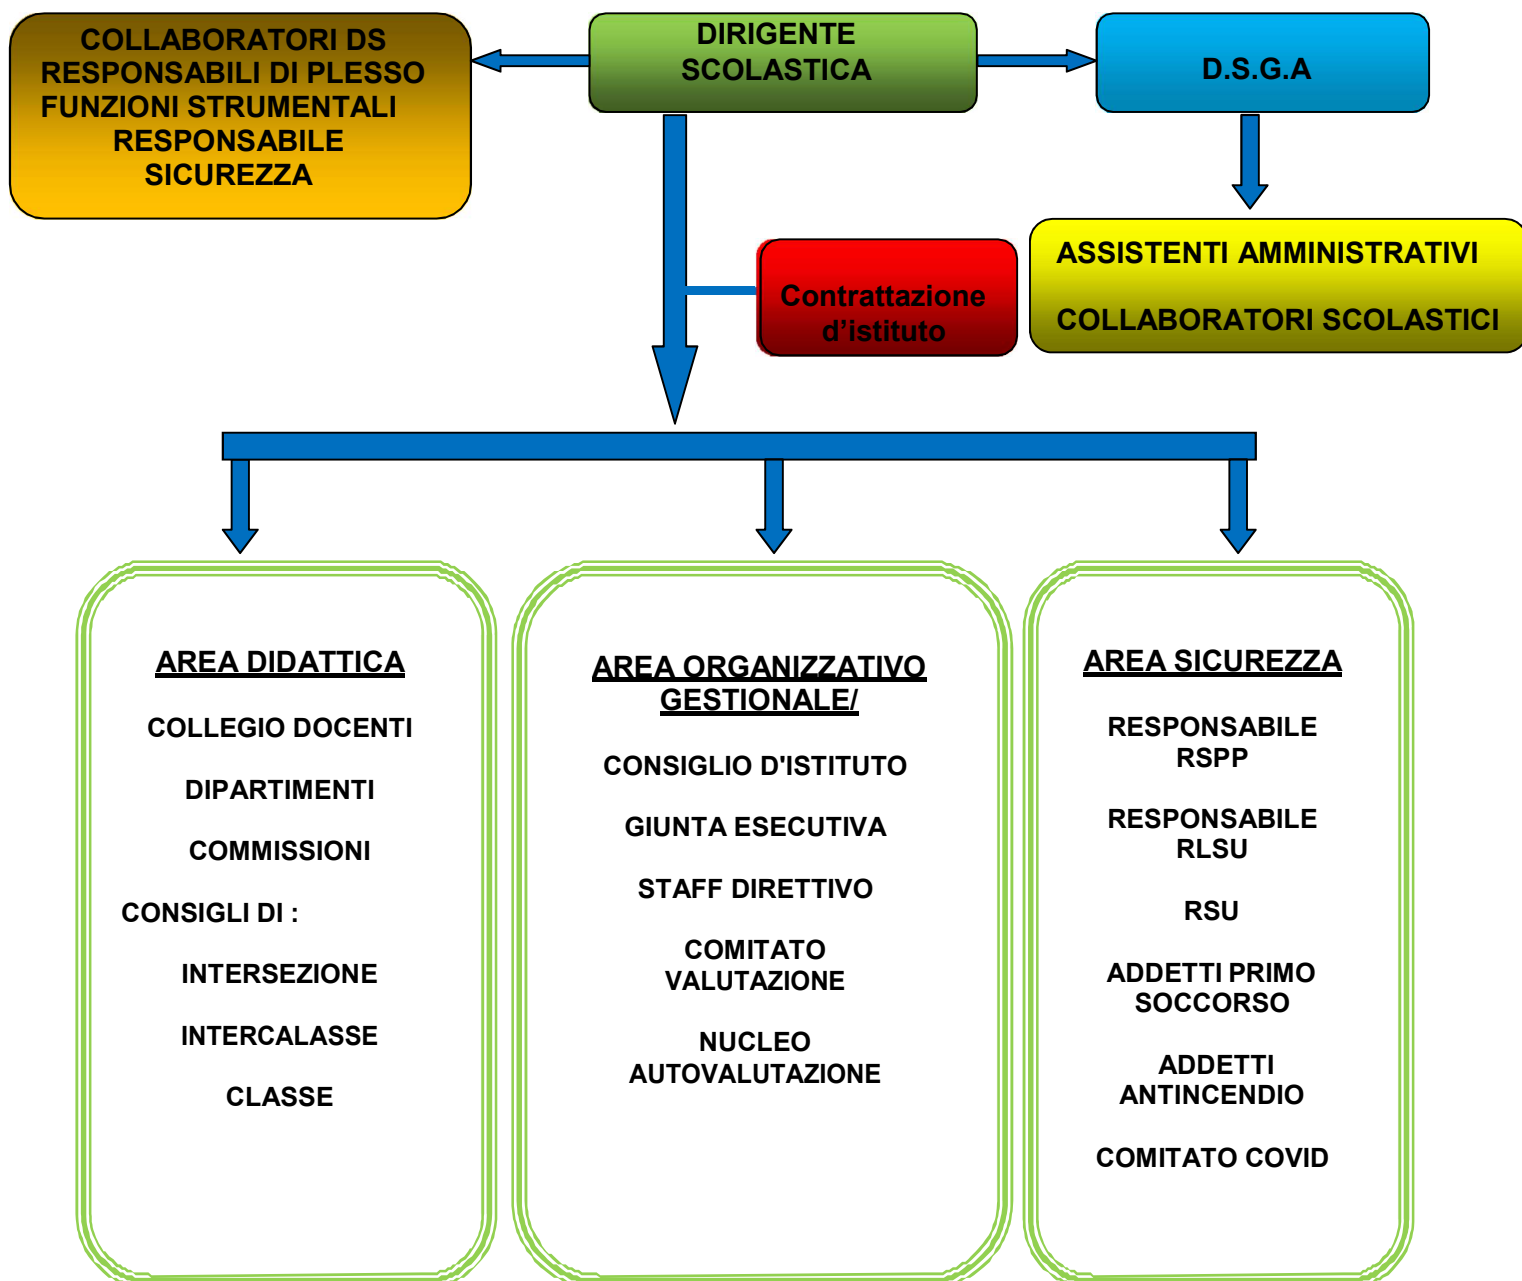 COLLABORATORI DS
RESPONSABILI DI PLESSO
FUNZIONI STRUMENTALI
RESPONSABILE
SICUREZZA
DIRIGENTE
SCOLASTICA
D.S.G.A
ASSISTENTI AMMINISTRATIVI
COLLABORATORI SCOLASTICI
Contrattazione
d’istituto
AREA DIDATTICA
COLLEGIO DOCENTI
DIPARTIMENTI
COMMISSIONI
CONSIGLI DI :
INTERSEZIONE
INTERCALASSE
CLASSE
AREA ORGANIZZATIVO
GESTIONALE/
CONSIGLIO D'ISTITUTO
GIUNTA ESECUTIVA
STAFF DIRETTIVO
COMITATO
VALUTAZIONE
NUCLEO
AUTOVALUTAZIONE
AREA SICUREZZA
RESPONSABILE
RSPP
RESPONSABILE
RLSU
RSU
ADDETTI PRIMO
SOCCORSO
ADDETTI
ANTINCENDIO
COMITATO COVID